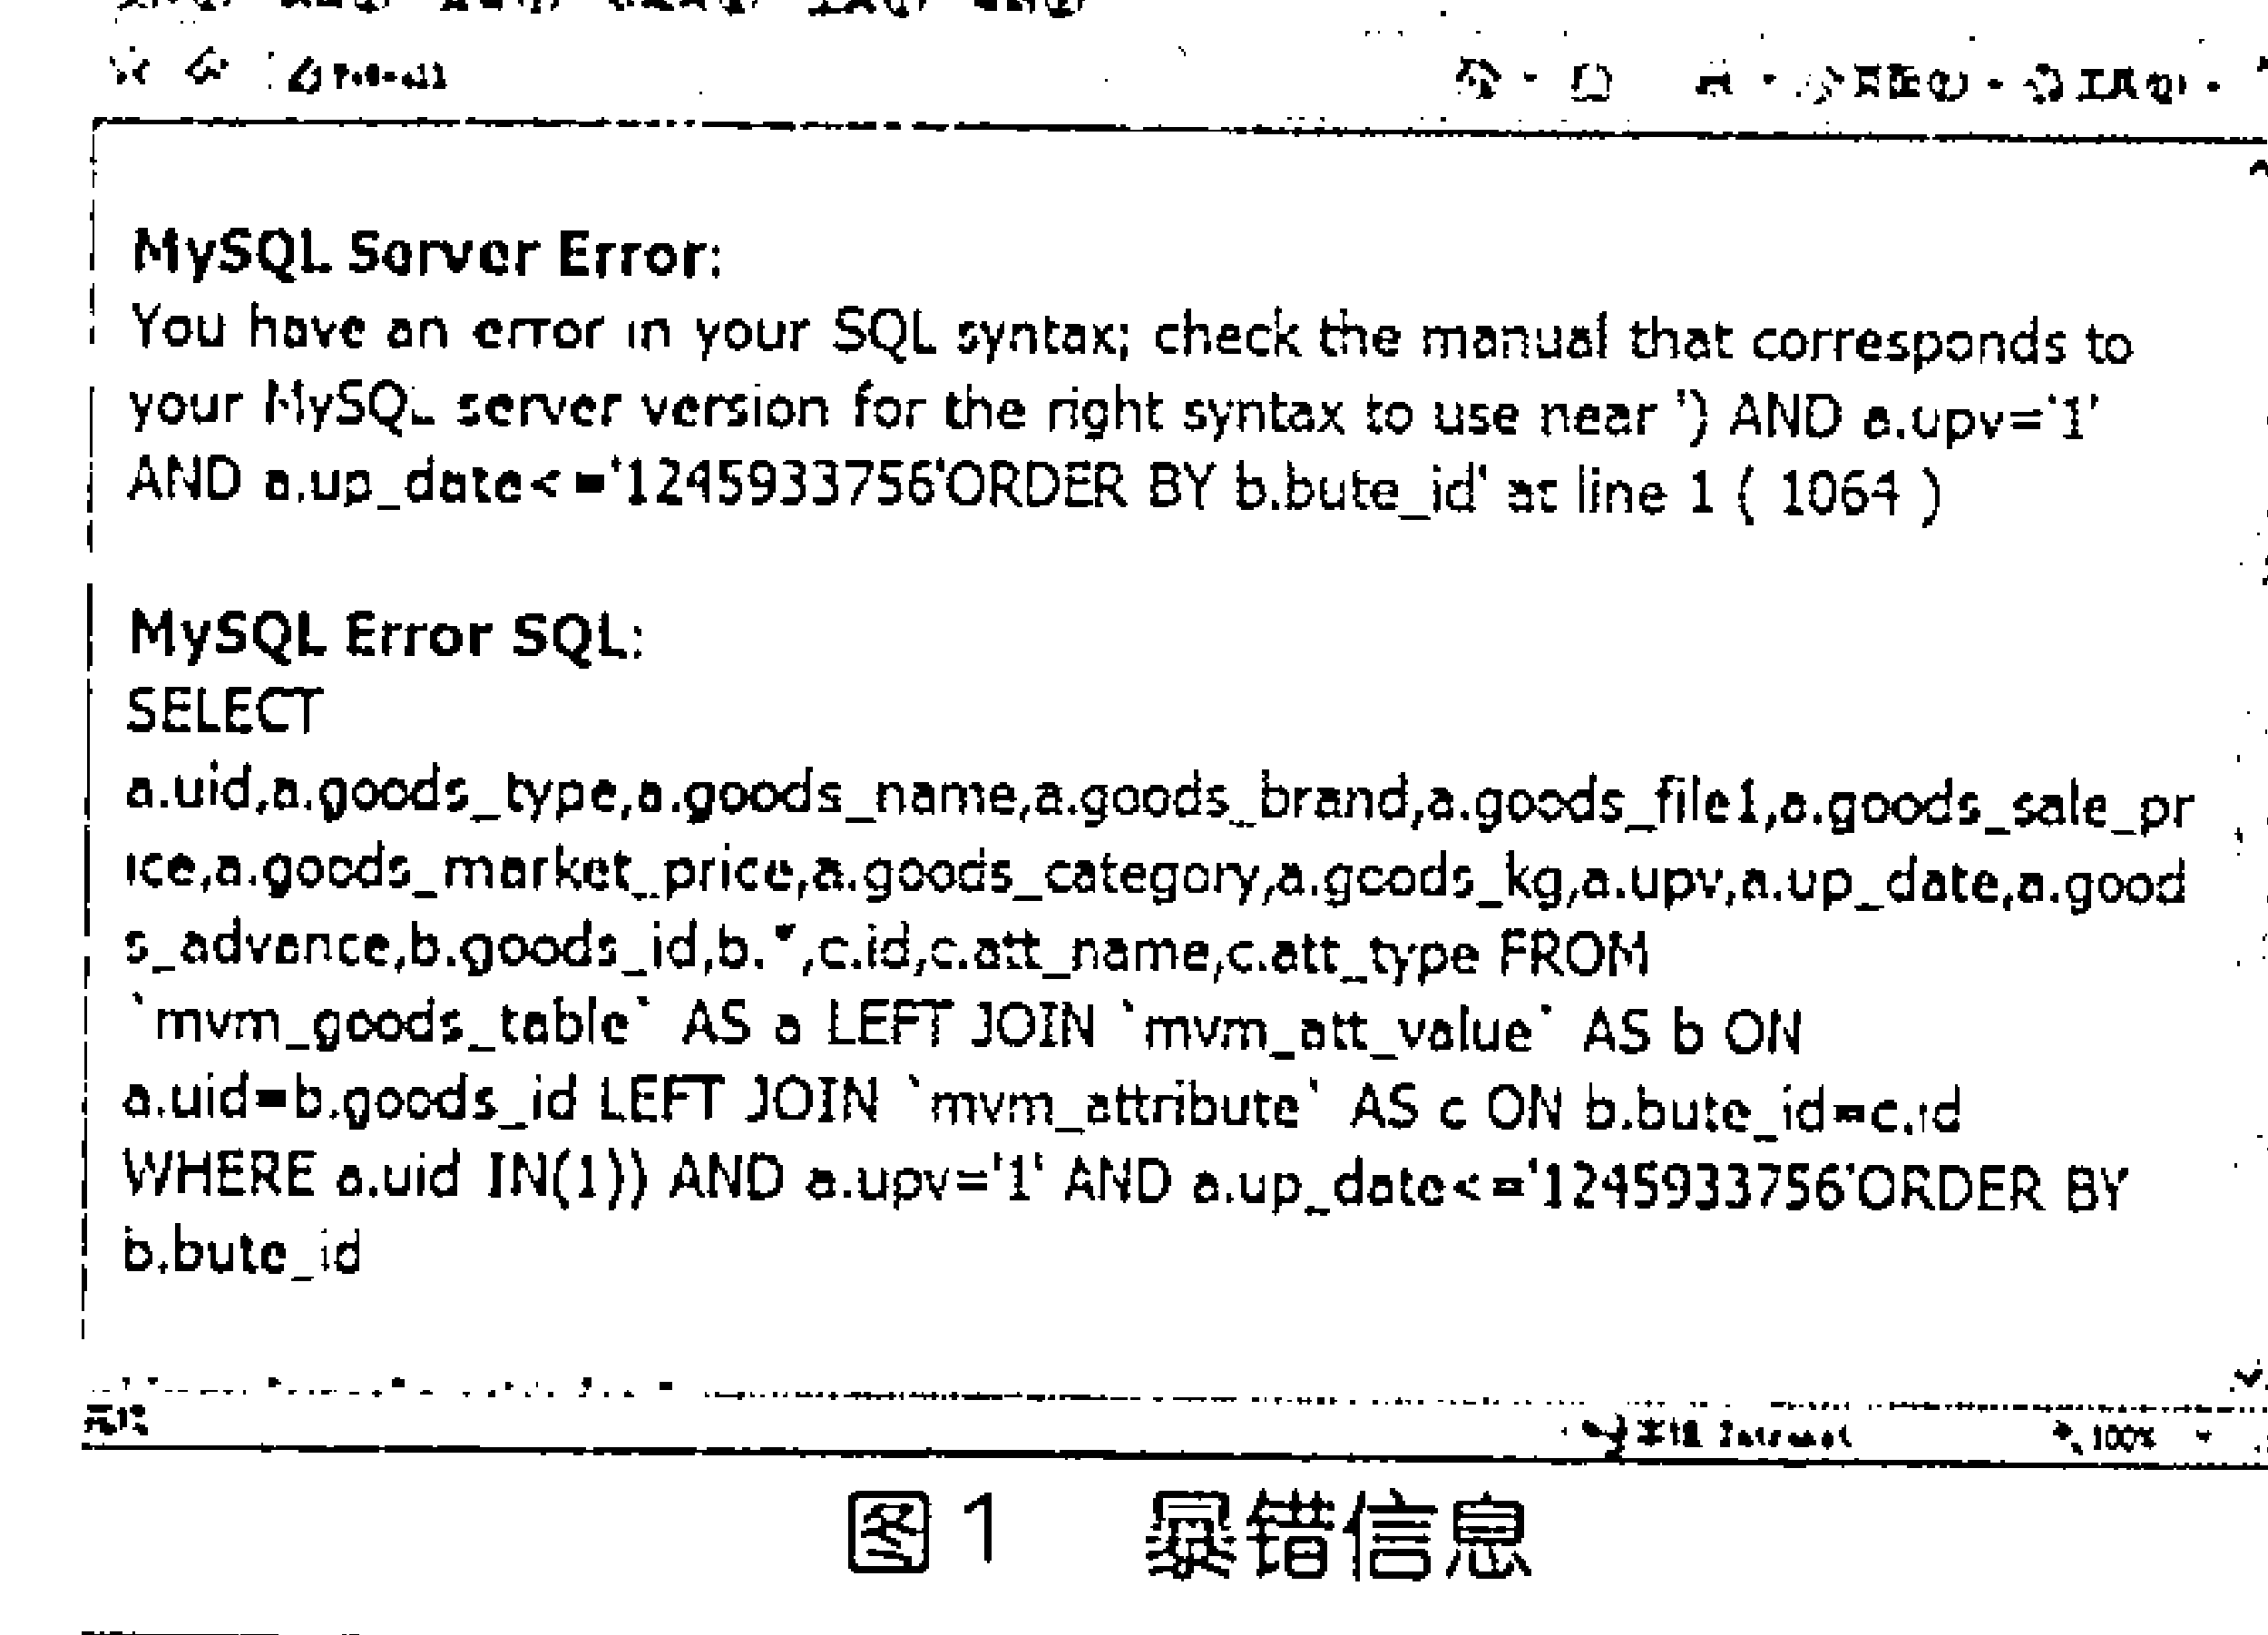 MySQL Server Error:
You have an error in your SQL syntax; check the manual that corresponds to
your MySQL server version for the right syntax to use near ') AND a.upv='1'
AND a.up_date<='1245933756'ORDER BY b.bute_id' at line 1 ( 1064 )
MySQL Error SQL:
SELECT
a.uid,a.goods_type,a.goods_name,a.goods_brand,a.goods_file1,a.goods_sale_pr
ice,a.goods_market_price,a.goods_category,a.goods_kg,a.upv,a.up_date,a.good
s_advance,b.goods_id,b.*,c.id,c.att_name,c.att_type FROM
`mvm_goods_table` AS a LEFT JOIN `mvm_att_value` AS b ON
a.uid=b.goods_id LEFT JOIN `mvm_attribute` AS c ON b.bute_id=c.id
WHERE a.uid IN(1)) AND a.upv='1' AND a.up_date<='1245933756'ORDER BY
b.bute_id
Internet 100%
图1 暴错信息